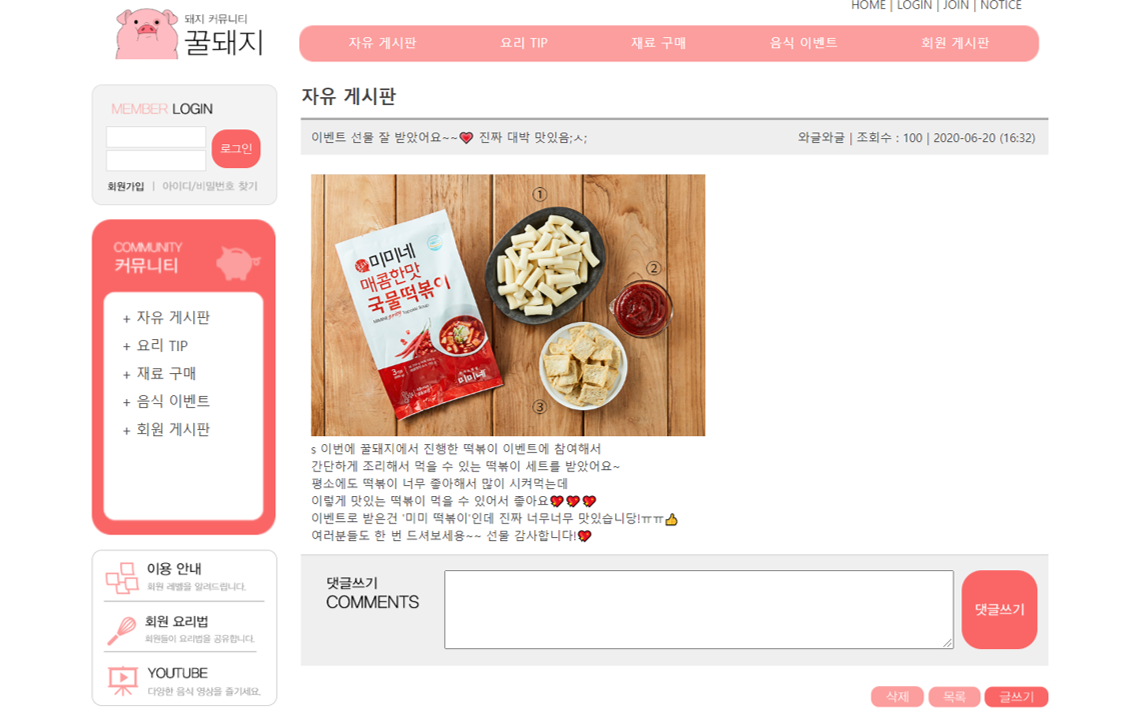 돼지 커뮤니티
꿀돼지
HOME | LOGIN | JOIN | NOTICE
자유 게시판 요리 TIP 재료 구매 음식 이벤트 회원 게시판
MEMBER LOGIN
로그인
회원가입 | 아이디/비밀번호 찾기
COMMUNITY
커뮤니티
+ 자유 게시판
+ 요리 TIP
+ 재료 구매
+ 음식 이벤트
+ 회원 게시판
이용 안내
회원 레벨을 알려드립니다.
회원 요리법
회원들이 요리법을 공유합니다.
YOUTUBE
다양한 음식 영상을 즐기세요.
자유 게시판
이벤트 선물 잘 받았어요~~💖 진짜 대박 맛있음;ㅅ; 와글와글 | 조회수 : 100 | 2020-06-20 (16:32)
①
②
③
미미네
매콤한맛
국물떡볶이
미미네
s 이번에 꿀돼지에서 진행한 떡볶이 이벤트에 참여해서
간단하게 조리해서 먹을 수 있는 떡볶이 세트를 받았어요~
평소에도 떡볶이 너무 좋아해서 많이 시켜먹는데
이렇게 맛있는 떡볶이 먹을 수 있어서 좋아요💖💖💖
이벤트로 받은건 '미미 떡볶이'인데 진짜 너무너무 맛있습니당!ㅠㅠ👍
여러분들도 한 번 드셔보세용~~ 선물 감사합니다!💖
댓글쓰기
COMMENTS
댓글쓰기
삭제 목록 글쓰기